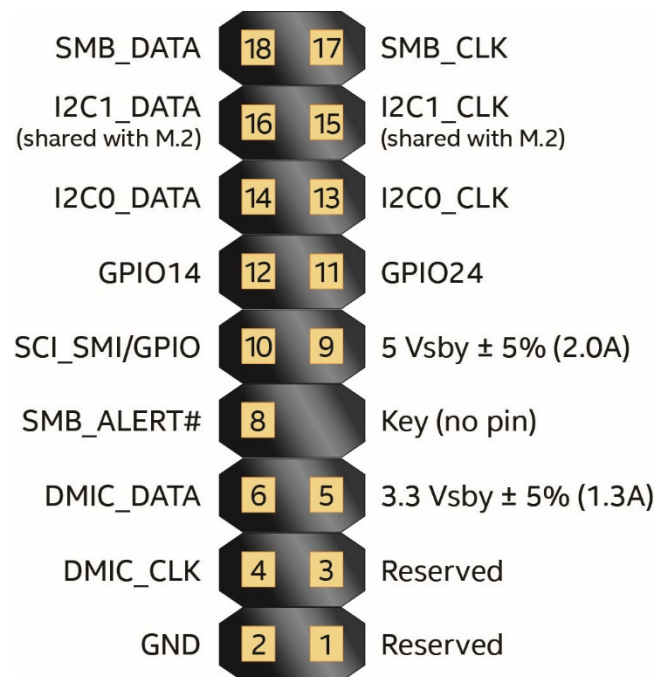 SMB_DATA 18 17 SMB_CLK
I2C1_DATA 16 15 I2C1_CLK
(shared with M.2) (shared with M.2)
I2C0_DATA 14 13 I2C0_CLK
GPIO14 12 11 GPIO24
SCI_SMI/GPIO 10 9 5 Vsby ± 5% (2.0A)
SMB_ALERT# 8 Key (no pin)
DMIC_DATA 6 5 3.3 Vsby ± 5% (1.3A)
DMIC_CLK 4 3 Reserved
GND 2 1 Reserved